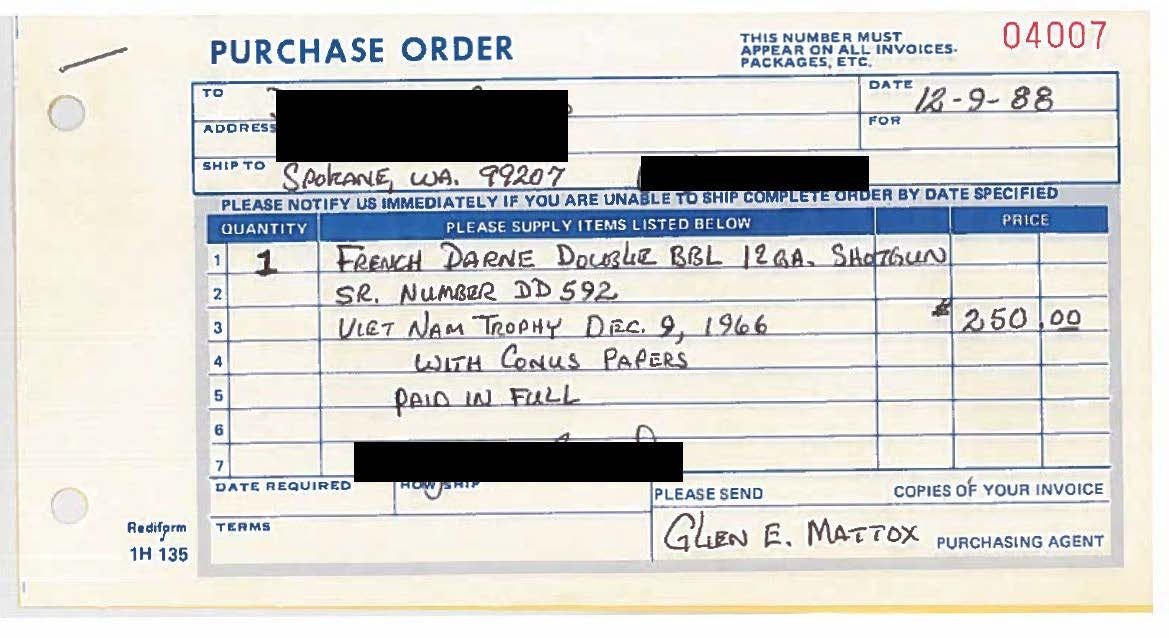 PURCHASE ORDER
THIS NUMBER MUST
APPEAR ON ALL INVOICES-
PACKAGES, ETC.
04007
TO
DATE 12-9-88
ADDRESS
FOR
SHIP TO SPOKANE, WA. 99207
PLEASE NOTIFY US IMMEDIATELY IF YOU ARE UNABLE TO SHIP COMPLETE ORDER BY DATE SPECIFIED
QUANTITY PLEASE SUPPLY ITEMS LISTED BELOW PRICE
1 1 FRENCH DARNE DOUBLE BBL 12 GA. SHOTGUN
2 SR. NUMBER DD 592
3 VIET NAM TROPHY DEC. 9, 1966 $250.00
4 WITH CONUS PAPERS
5 PAID IN FULL
6
7
DATE REQUIRED HOW SHIP PLEASE SEND COPIES OF YOUR INVOICE
Rediform TERMS
GLEN E. MATTOX PURCHASING AGENT
1H 135